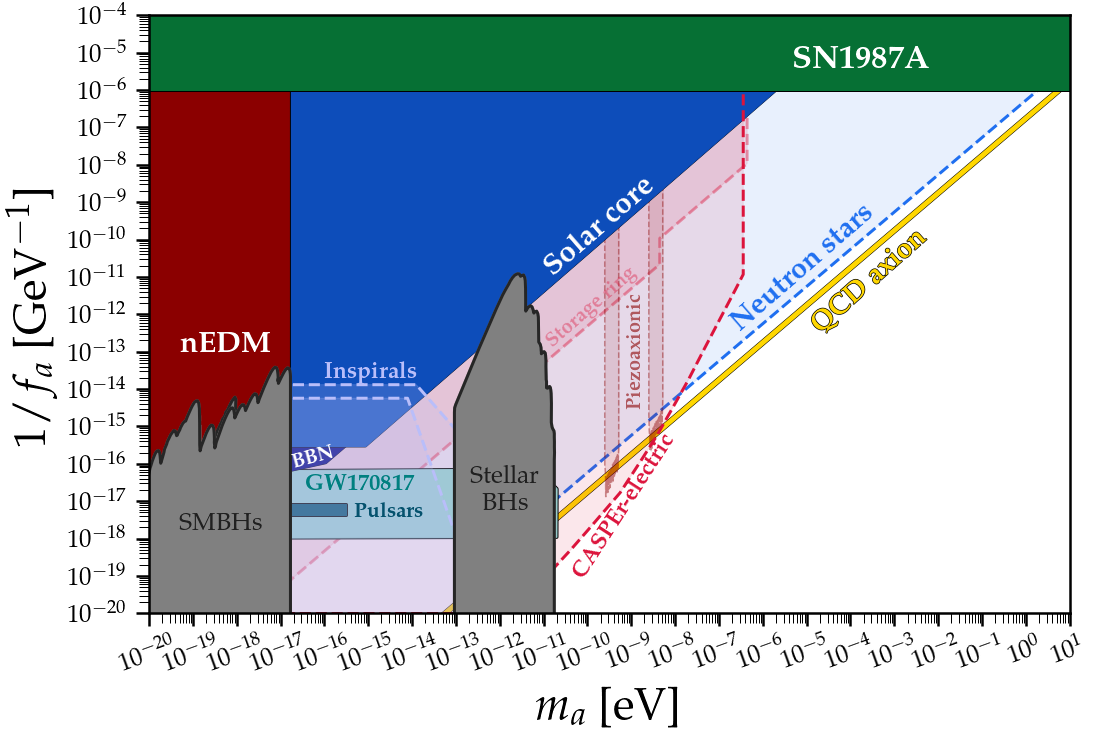 10⁻⁴
10⁻⁵
10⁻⁶
10⁻⁷
10⁻⁸
10⁻⁹
10⁻¹⁰
10⁻¹¹
10⁻¹²
10⁻¹³
10⁻¹⁴
10⁻¹⁵
10⁻¹⁶
10⁻¹⁷
10⁻¹⁸
10⁻¹⁹
10⁻²⁰
1/fₐ [GeV⁻¹]
SN1987A
nEDM
Solar core
Storage ring
Piezoaxionic
Neutron stars
QCD axion
Inspirals
BBN
GW170817
Pulsars
SMBHs
Stellar
BHs
CASPEr-electric
10⁻²⁰ 10⁻¹⁹ 10⁻¹⁸ 10⁻¹⁷ 10⁻¹⁶ 10⁻¹⁵ 10⁻¹⁴ 10⁻¹³ 10⁻¹² 10⁻¹¹ 10⁻¹⁰ 10⁻⁹ 10⁻⁸ 10⁻⁷ 10⁻⁶ 10⁻⁵ 10⁻⁴ 10⁻³ 10⁻² 10⁻¹ 10⁰ 10¹
mₐ [eV]